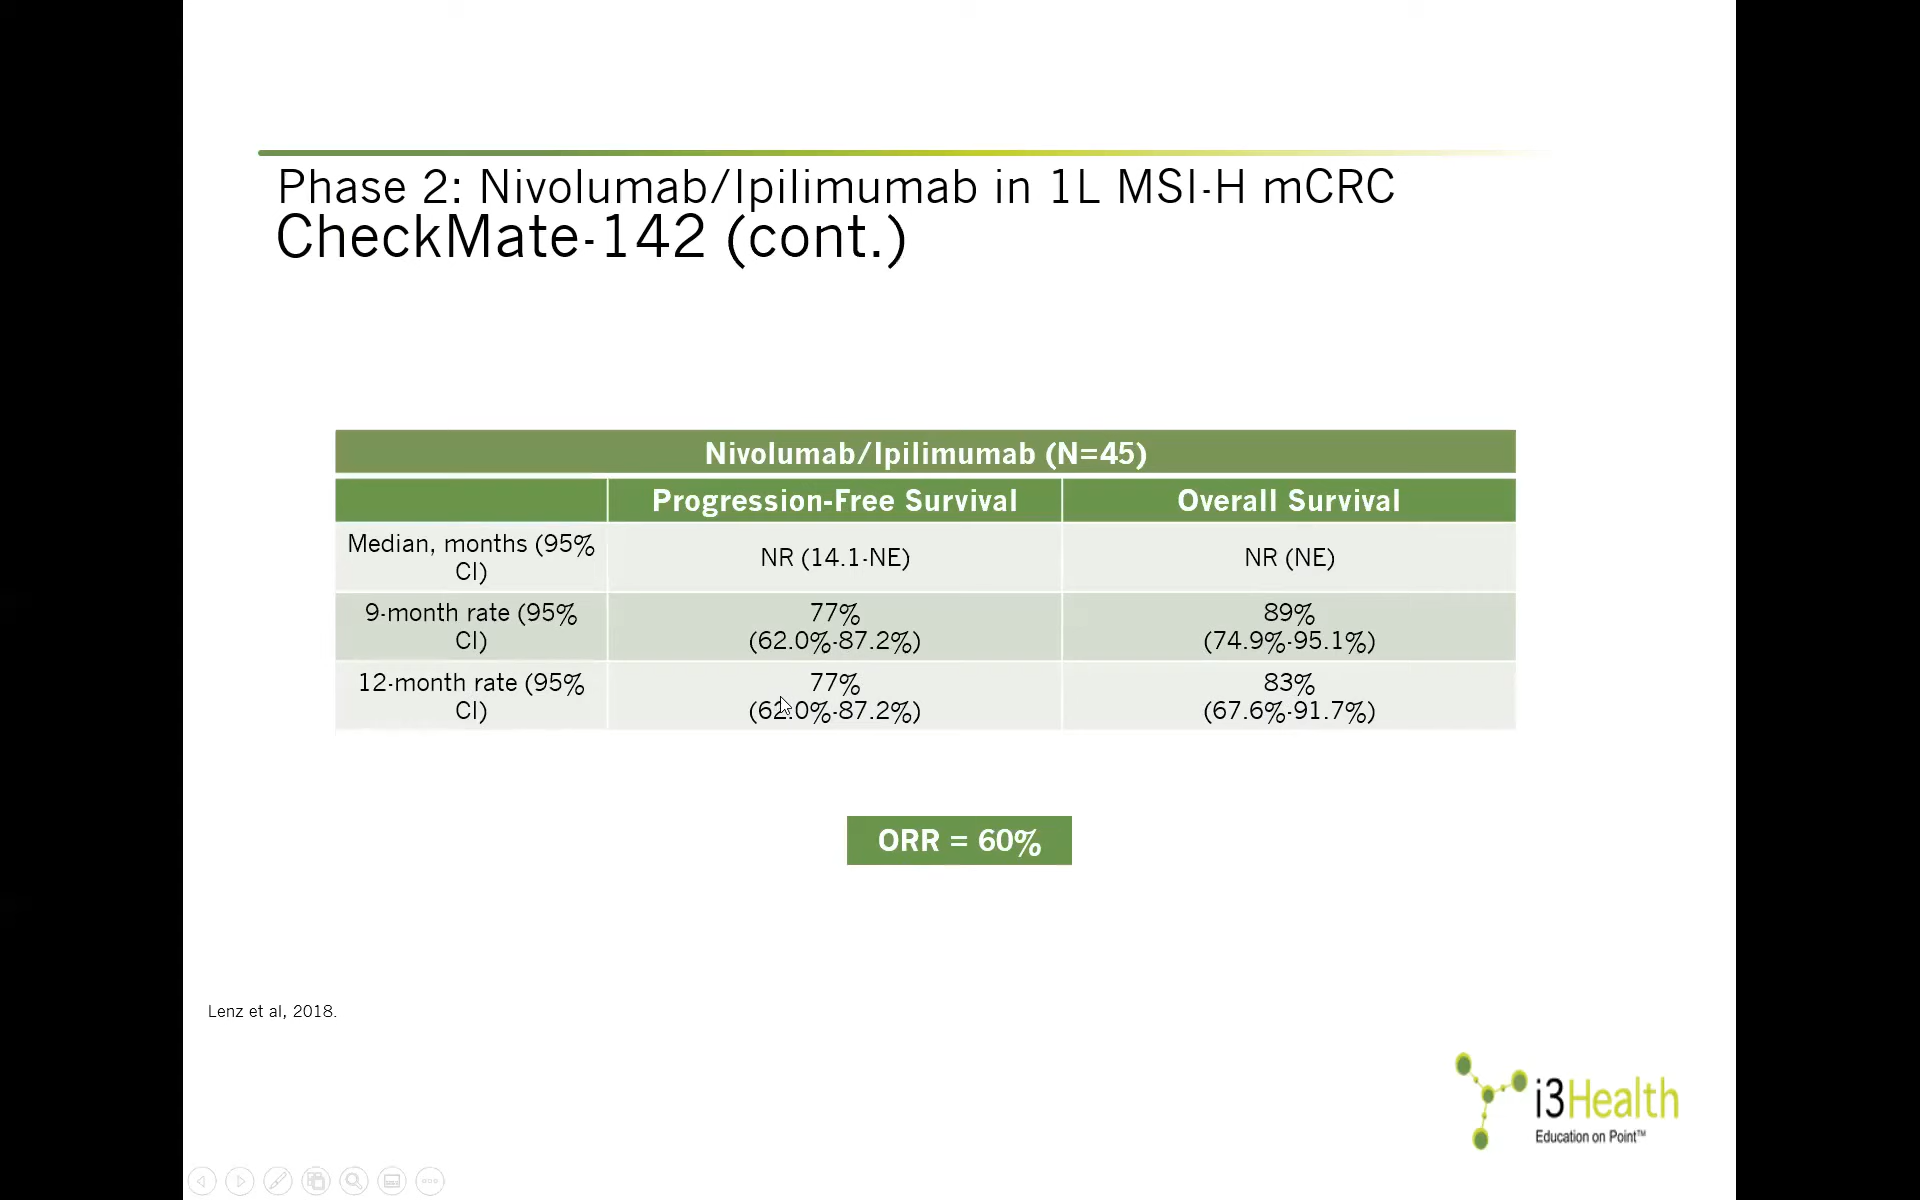 Phase 2: Nivolumab/Ipilimumab in 1L MSI-H mCRC
CheckMate-142 (cont.)
Nivolumab/Ipilimumab (N=45)
Progression-Free Survival
Overall Survival
Median, months (95%
CI)
NR (14.1-NE)
NR (NE)
9-month rate (95%
CI)
77%
(62.0%-87.2%)
89%
(74.9%-95.1%)
12-month rate (95%
CI)
77%
(62.0%-87.2%)
83%
(67.6%-91.7%)
ORR = 60%
Lenz et al, 2018.
i3Health
Education on Point™